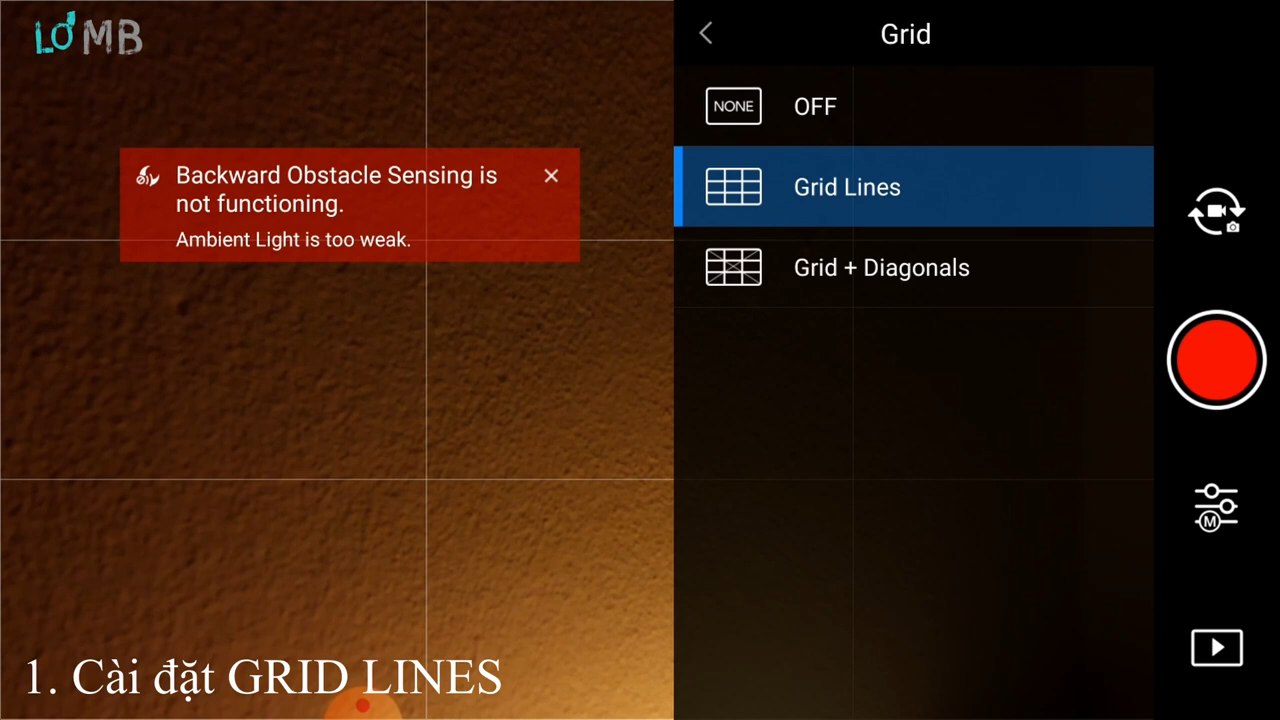 LOMB
Grid
NONE
OFF
Backward Obstacle Sensing is
not functioning.
Ambient Light is too weak.
Grid Lines
Grid + Diagonals
M
1. Cài đặt GRID LINES